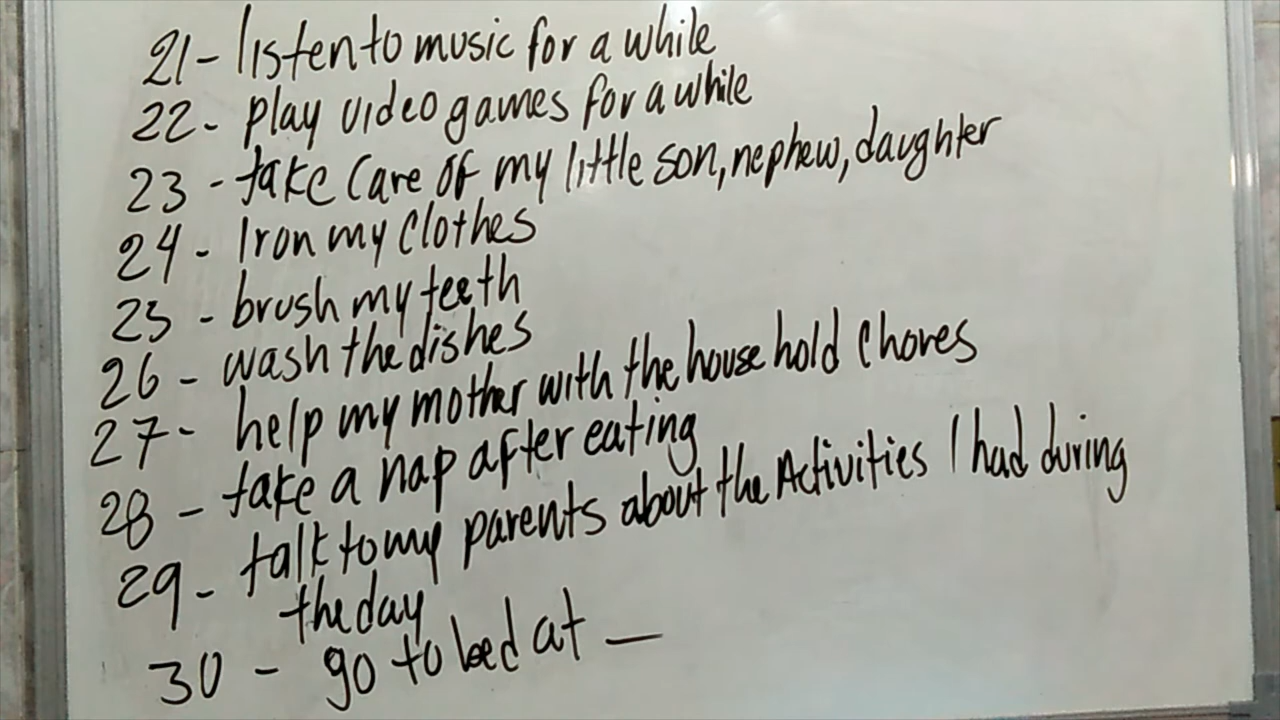 21- listen to music for a while
22- play video games for a while
23 - take care of my little son, nephew, daughter
24 - Iron my clothes
25 - brush my teeth
26 - wash the dishes
27- help my mother with the house hold chores
28 - take a nap after eating
29 - talk to my parents about the Activities I had during
the day
30 - go to bed at —